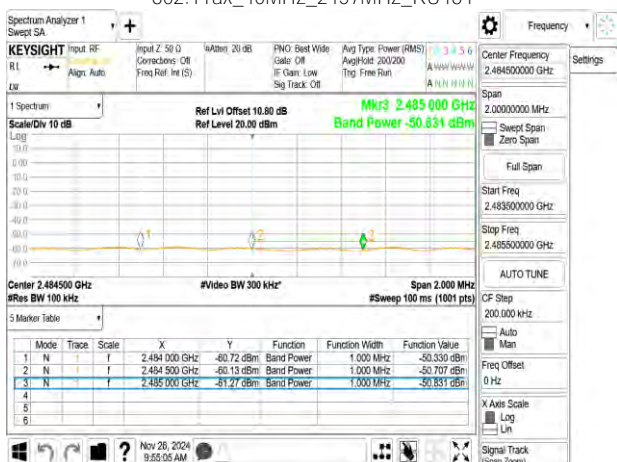 Spectrum Analyzer 1
Swept SA
+
Frequency
KEYSIGHT Input: RF
RL
Align: Auto
Input Z: 50 Ω
Corrections: Off
Freq Ref: Int (S)
#Atten: 20 dB
PNO: Best Wide
Gate: Off
IF Gain: Low
Sig Track: Off
Avg Type: Power (RMS)
Avg|Hold: 200/200
Trig: Free Run
1 Spectrum
Scale/Div 10 dB
Log
Ref Lvl Offset 10.80 dB
Ref Level 20.00 dBm
Mkr3 2.485 000 GHz
Band Power -50.831 dBm
1
2
3
Center 2.484500 GHz
#Res BW 100 kHz
#Video BW 300 kHz*
Span 2.000 MHz
#Sweep 100 ms (1001 pts)
5 Marker Table
Mode Trace Scale X Y Function Function Width Function Value
1 N 1 f 2.484 000 GHz -60.72 dBm Band Power 1.000 MHz -50.330 dBm
2 N 1 f 2.484 500 GHz -60.13 dBm Band Power 1.000 MHz -50.707 dBm
3 N 1 f 2.485 000 GHz -61.27 dBm Band Power 1.000 MHz -50.831 dBm
4
5
6
Nov 26, 2024
9:55:05 AM
Center Frequency
2.484500000 GHz
Settings
Span
2.00000000 MHz
Swept Span
Zero Span
Full Span
Start Freq
2.483500000 GHz
Stop Freq
2.485500000 GHz
AUTO TUNE
CF Step
200.000 kHz
Auto
Man
Freq Offset
0 Hz
X Axis Scale
Log
Lin
Signal Track